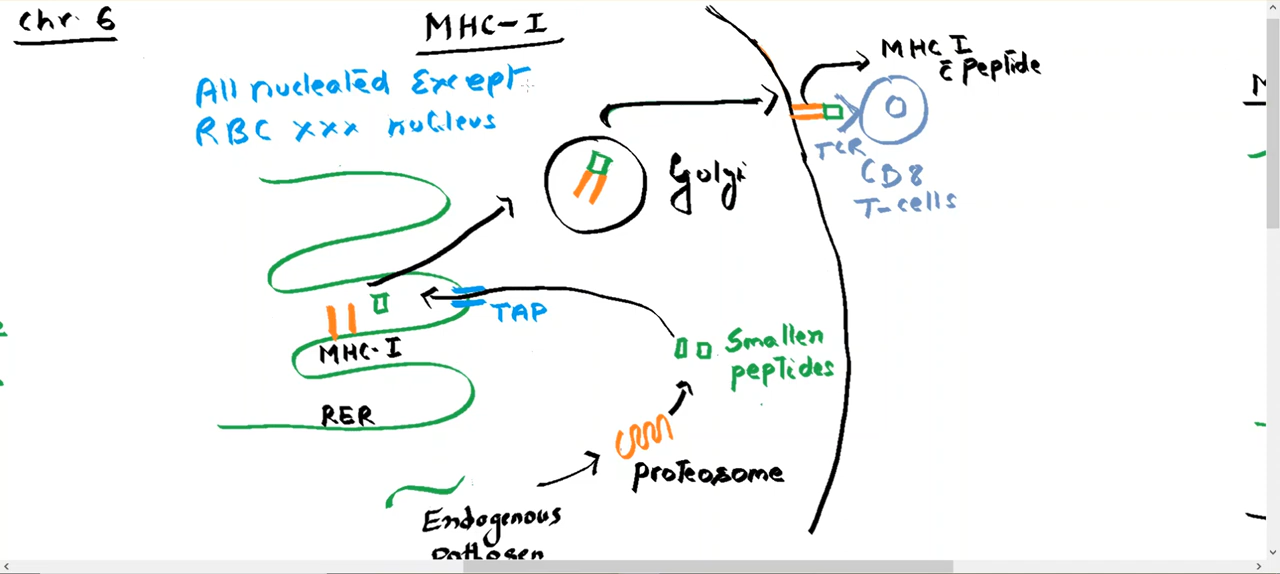 Chr. 6
MHC-I
All nucleated Except
RBC xxx nucleus
MHC I
c̄ peptide
TCR
CD8
T-cells
Golgi
TAP
MHC-I
Smaller
peptides
RER
proteosome
Endogenous
pathogen